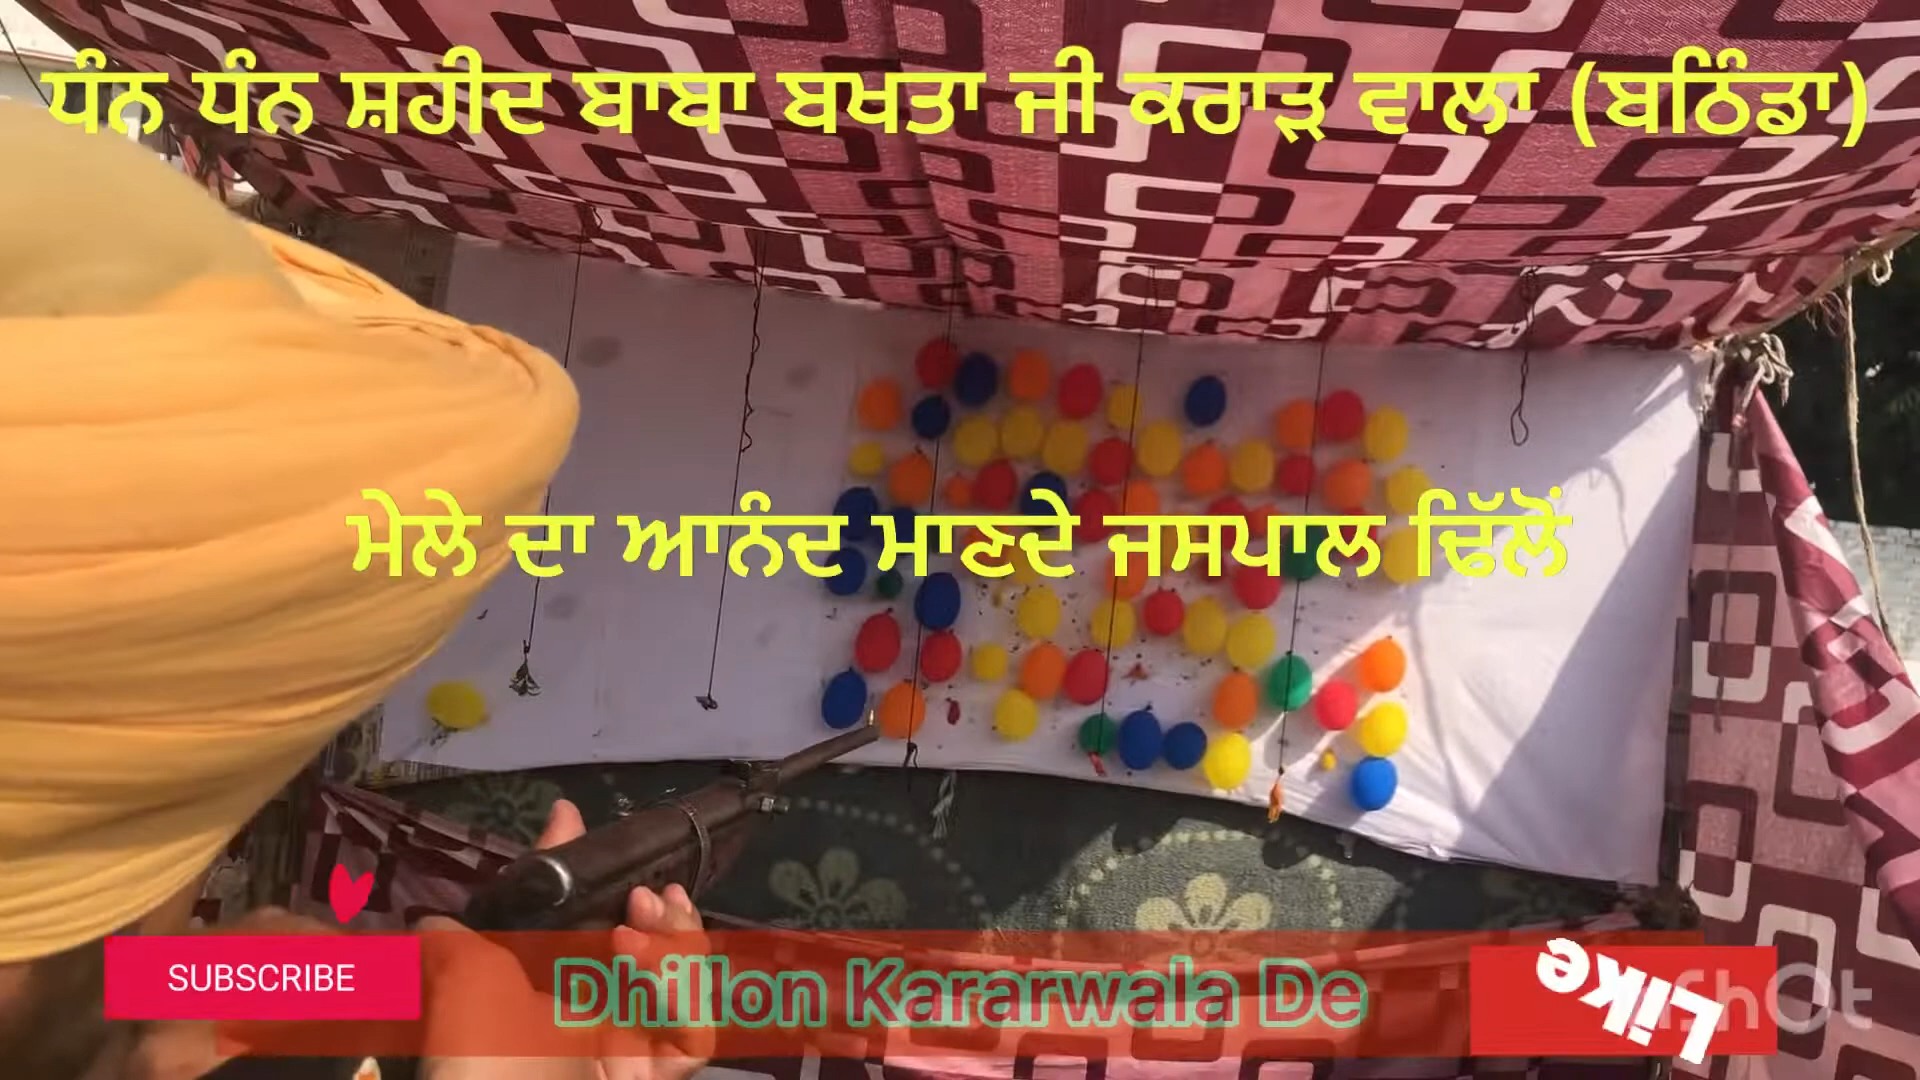 ਧੰਨ ਧੰਨ ਸ਼ਹੀਦ ਬਾਬਾ ਬਖਤਾ ਜੀ ਕਰਾੜ ਵਾਲਾ (ਬਠਿੰਡਾ)
ਮੇਲੇ ਦਾ ਆਨੰਦ ਮਾਣਦੇ ਜਸਪਾਲ ਢਿੱਲੋਂ
SUBSCRIBE
Dhillon Kararwala De
Like